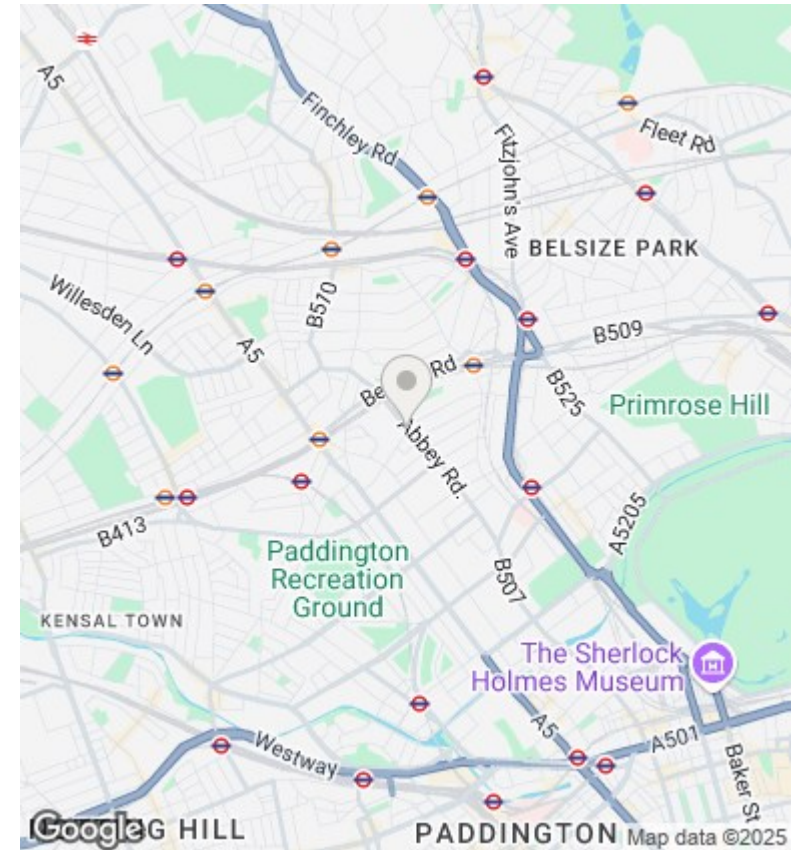 A5
Finchley Rd
Fitzjohn's Ave
Fleet Rd
BELSIZE PARK
Willesden Ln
B510
B509
A5
Rd
B525
Primrose Hill
Abbey Rd.
B413
A5205
Paddington
Recreation
Ground
B507
KENSAL TOWN
The Sherlock
Holmes Museum
A5
A501
Westway
Baker St
Google
G HILL
PADDINGTON
Map data ©2025